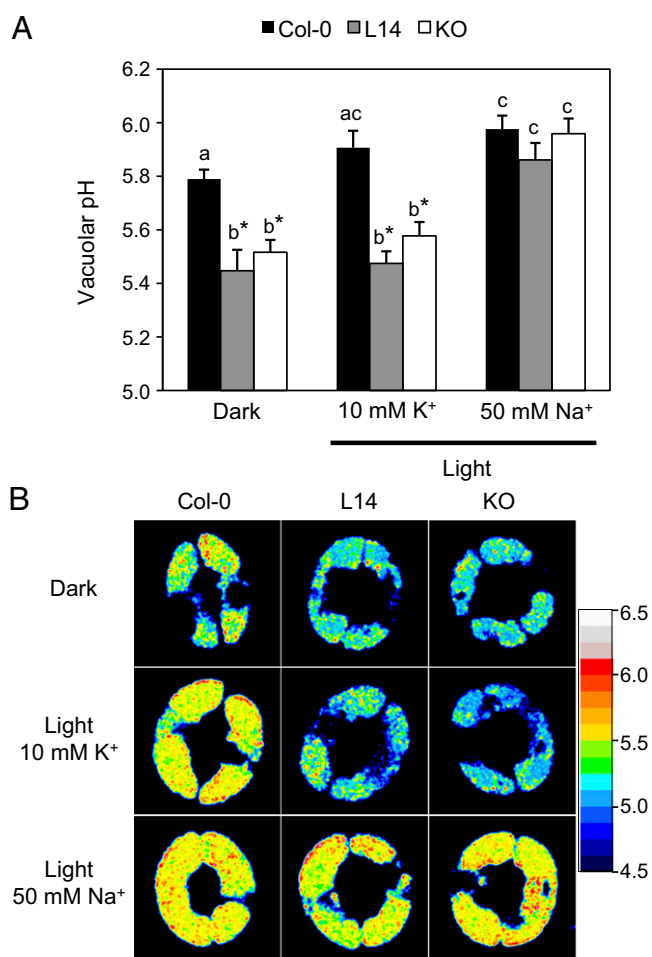 A
Col-0 L14 KO
6.2
6.0
5.8
5.6
5.4
5.2
5.0
Vacuolar pH
a
b*
b*
ac
b*
b*
c
c
c
Dark
10 mM K⁺
50 mM Na⁺
Light
B
Col-0 L14 KO
Dark
Light
10 mM K⁺
Light
50 mM Na⁺
6.5
6.0
5.5
5.0
4.5